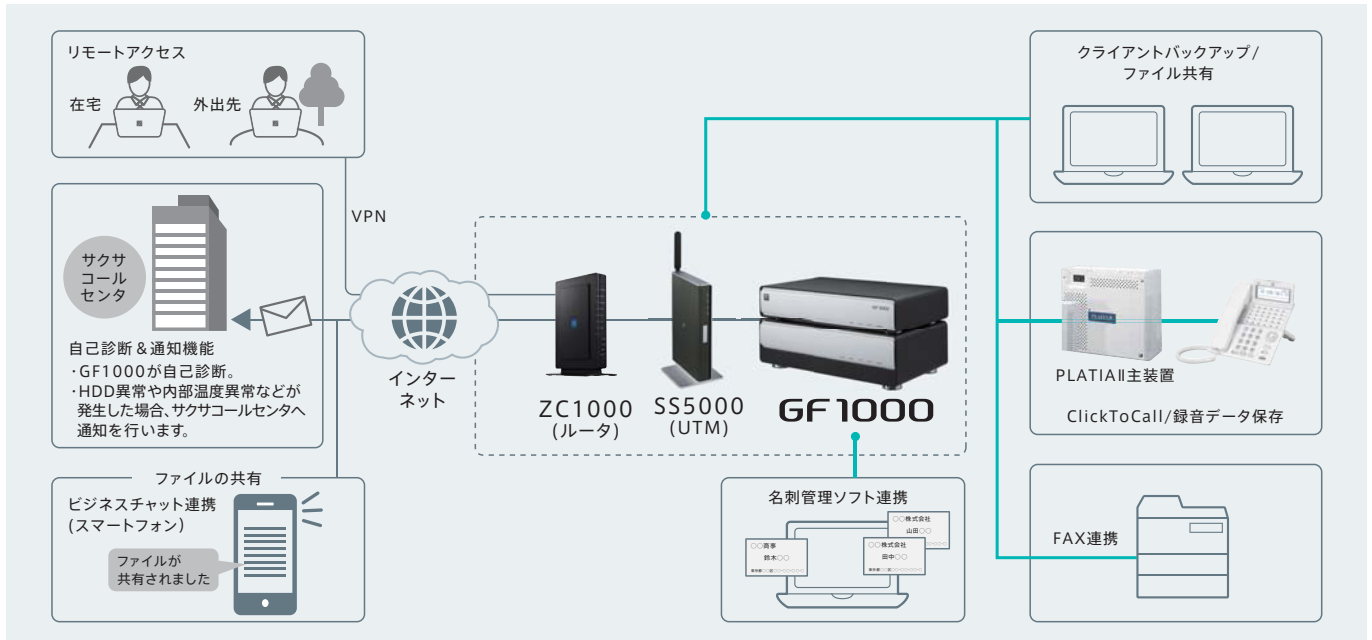 リモートアクセス
在宅
外出先
VPN
サクサ
コール
センタ
自己診断＆通知機能
・GF1000が自己診断。
・HDD異常や内部温度異常などが
発生した場合、サクサコールセンタへ
通知を行います。
ファイルの共有
ビジネスチャット連携
(スマートフォン)
ファイルが
共有されました
インター
ネット
ZC1000
(ルータ)
SS5000
(UTM)
GF1000
GF1000
名刺管理ソフト連携
○○株式会社
山田○○
○○商事
鈴木○○
○○株式会社
田中○○
クライアントバックアップ/
ファイル共有
PLATIAⅡ
PLATIAⅡ主装置
ClickToCall/録音データ保存
FAX連携